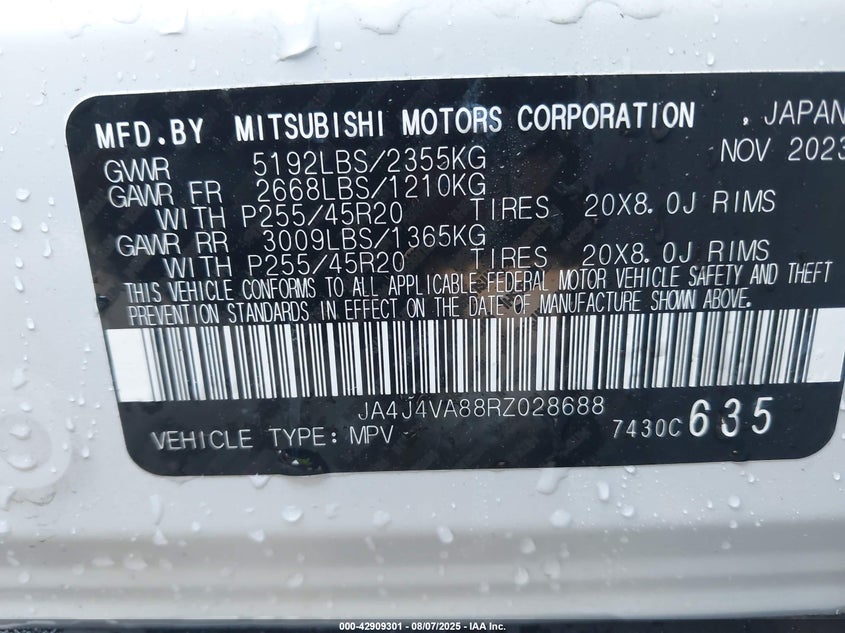 MFD.BY MITSUBISHI MOTORS CORPORATION , JAPAN
GVWR 5192LBS/2355KG NOV 2023
GAWR FR 2668LBS/1210KG
WITH P255/45R20 TIRES 20X8.0J RIMS
GAWR RR 3009LBS/1365KG
WITH P255/45R20 TIRES 20X8.0J RIMS
THIS VEHICLE CONFORMS TO ALL APPLICABLE FEDERAL MOTOR VEHICLE SAFETY AND THEFT
PREVENTION STANDARDS IN EFFECT ON THE DATE OF MANUFACTURE SHOWN ABOVE.
JA4J4VA88RZ028688
VEHICLE TYPE: MPV 7430C 635
000-42909301 - 08/07/2025 - IAA Inc.